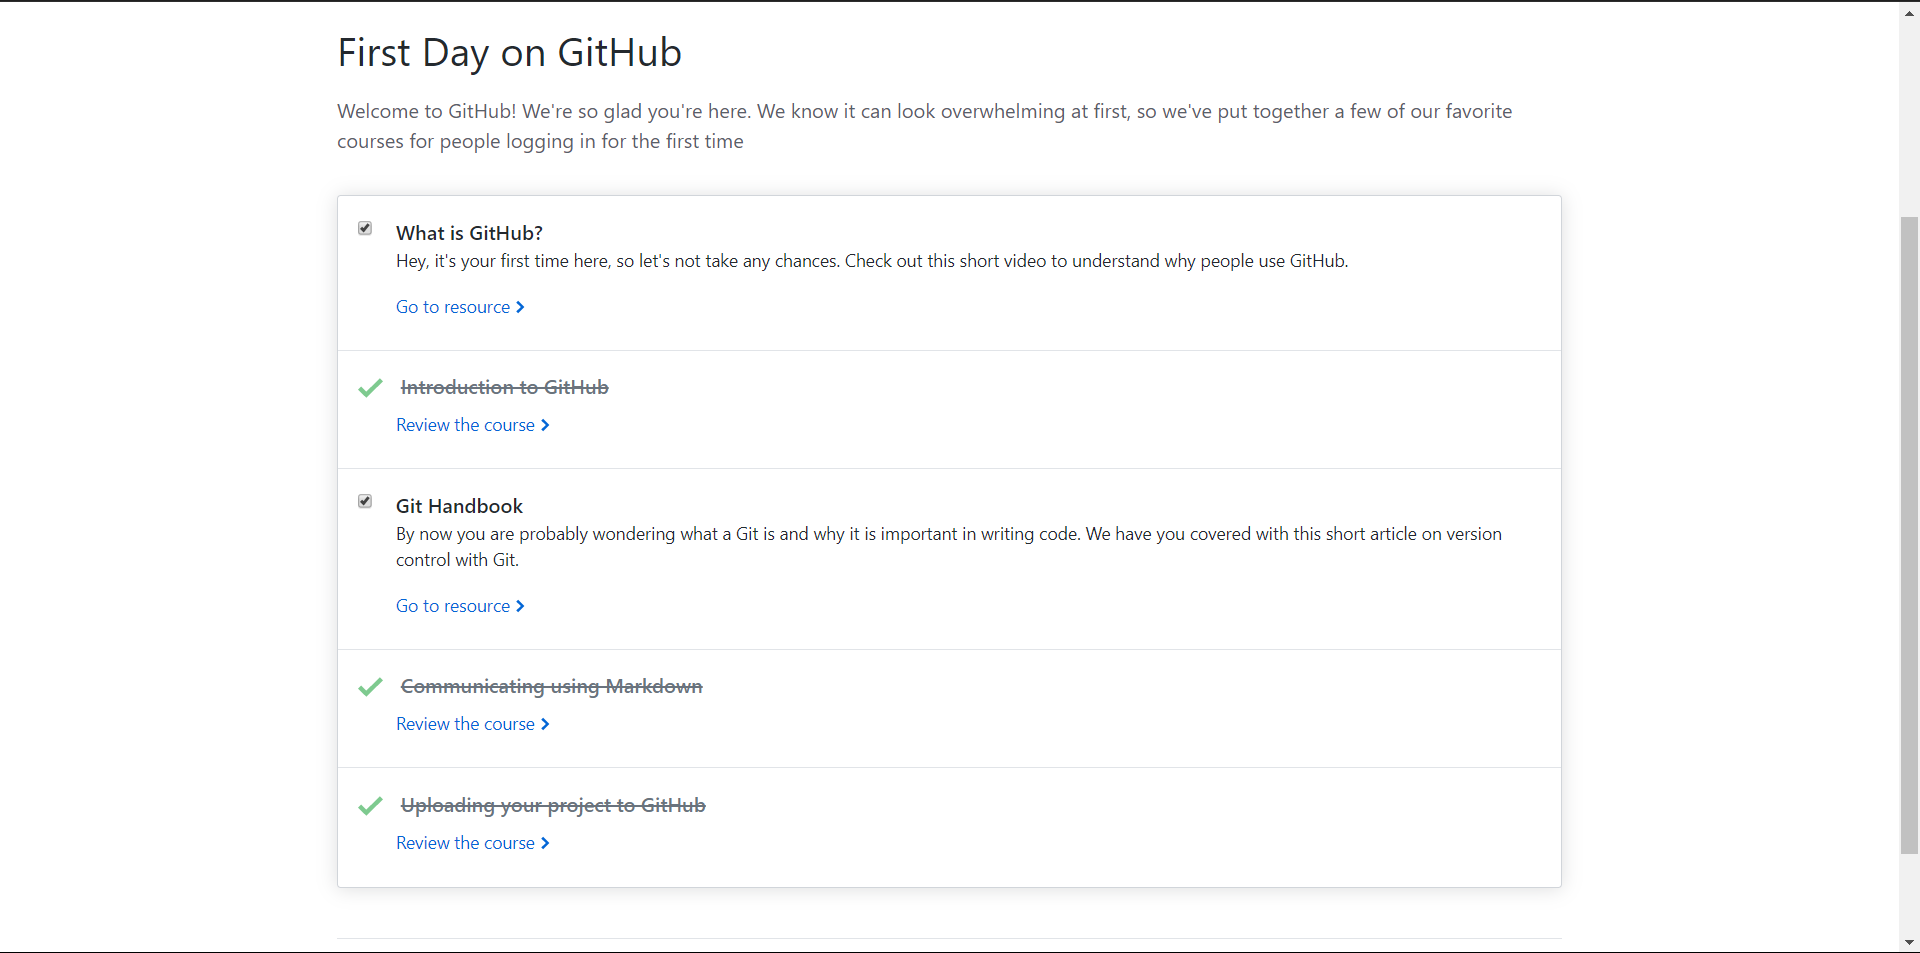 First Day on GitHub
Welcome to GitHub! We're so glad you're here. We know it can look overwhelming at first, so we've put together a few of our favorite
courses for people logging in for the first time
What is GitHub?
Hey, it's your first time here, so let's not take any chances. Check out this short video to understand why people use GitHub.
Go to resource
Introduction to GitHub
Review the course
Git Handbook
By now you are probably wondering what a Git is and why it is important in writing code. We have you covered with this short article on version
control with Git.
Go to resource
Communicating using Markdown
Review the course
Uploading your project to GitHub
Review the course